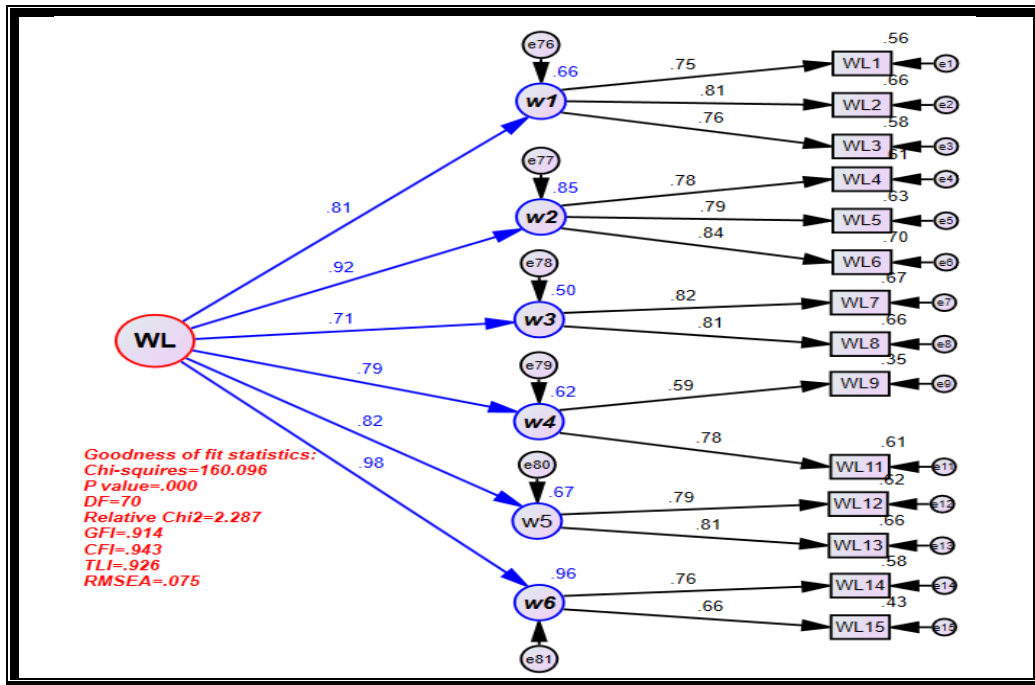 e76
.66
w1
.75
.81
.76
.56
WL1
e1
.66
WL2
e2
.58
WL3
e3
e77
.85
w2
.81
.92
.78
.79
.84
.61
WL4
e4
.63
WL5
e5
.70
WL6
e6
e78
.50
w3
.71
.82
.81
.67
WL7
e7
.66
WL8
e8
WL
e79
.62
w4
.79
.59
.78
.35
WL9
e9
.61
WL11
e11
e80
.67
w5
.82
.98
.79
.81
.62
WL12
e12
.66
WL13
e13
.96
w6
e81
.76
.66
.58
WL14
e14
.43
WL15
e15
Goodness of fit statistics:
Chi-squires=160.096
P value=.000
DF=70
Relative Chi2=2.287
GFI=.914
CFI=.943
TLI=.926
RMSEA=.075